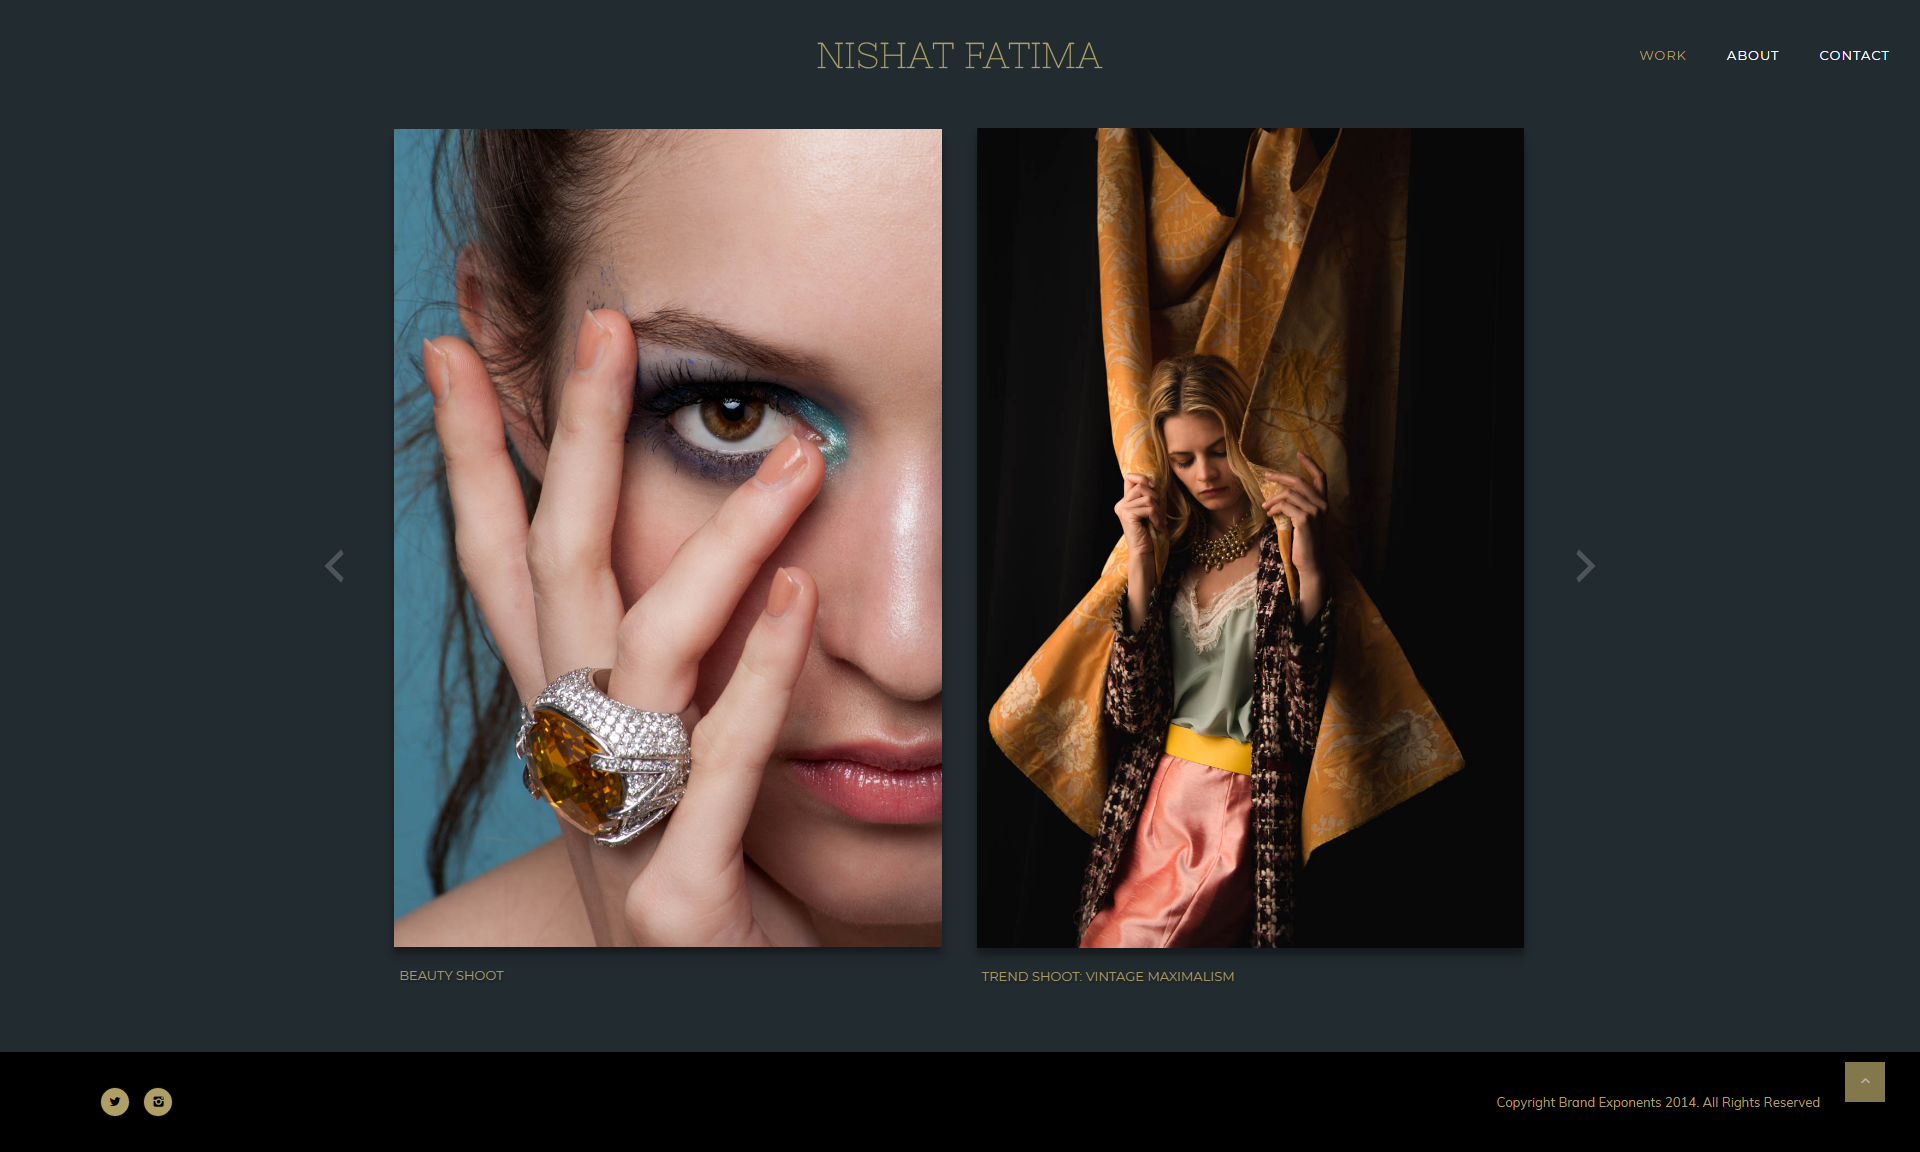 NISHAT FATIMA
WORK
ABOUT
CONTACT
BEAUTY SHOOT
TREND SHOOT: VINTAGE MAXIMALISM
Copyright Brand Exponents 2014. All Rights Reserved